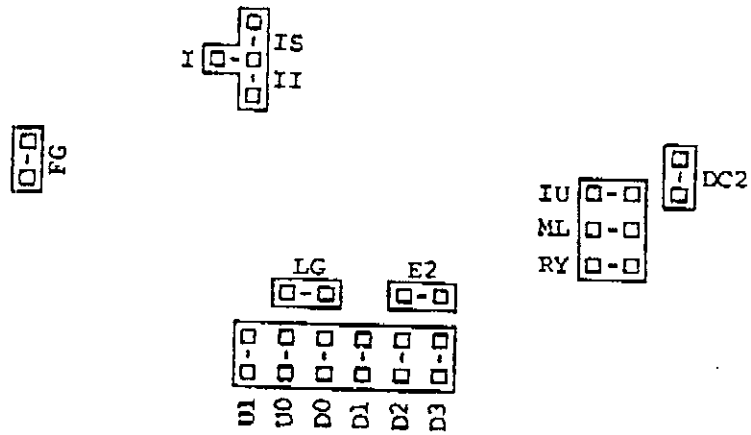 IS
I
II
FG
DC2
IU
ML
RY
LG
E2
U1 U0 D0 D1 D2 D3